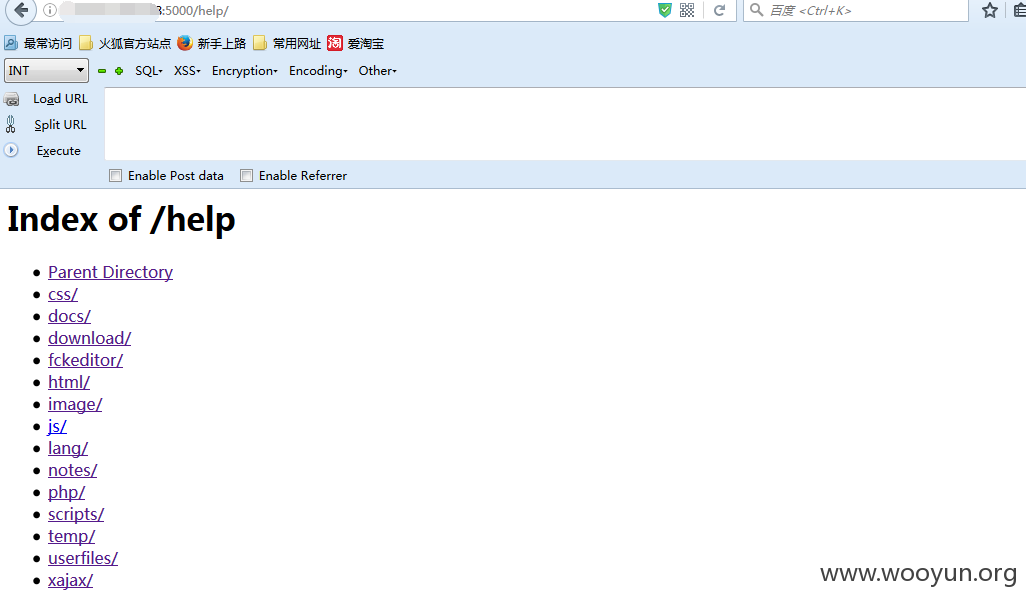 3:5000/help/
百度 <Ctrl+K>
最常访问 火狐官方站点 新手上路 常用网址 淘 爱淘宝
INT SQL XSS Encryption Encoding Other
Load URL
Split URL
Execute
Enable Post data Enable Referrer
Index of /help
Parent Directory
css/
docs/
download/
fckeditor/
html/
image/
js/
lang/
notes/
php/
scripts/
temp/
userfiles/
xajax/
www.wooyun.org